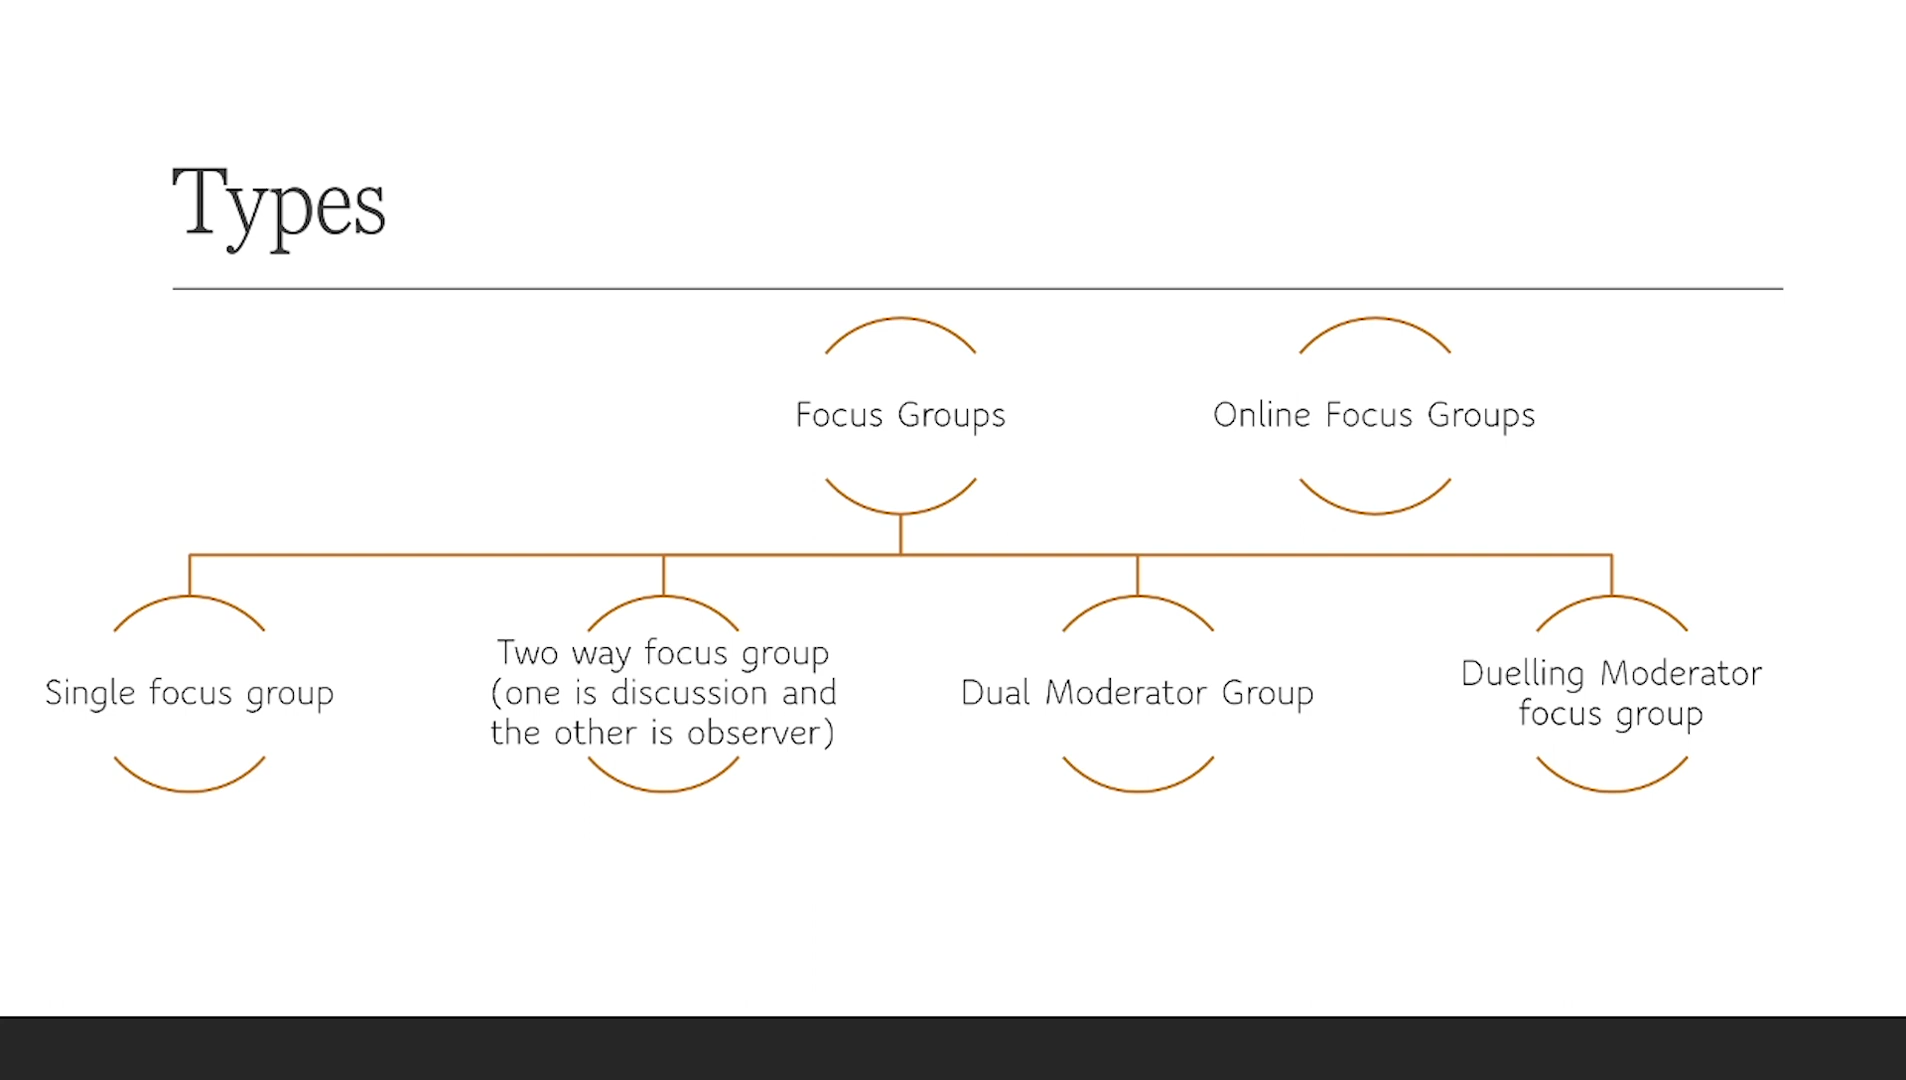 Types
Focus Groups
Online Focus Groups
Single focus group
Two way focus group
(one is discussion and
the other is observer)
Dual Moderator Group
Duelling Moderator
focus group